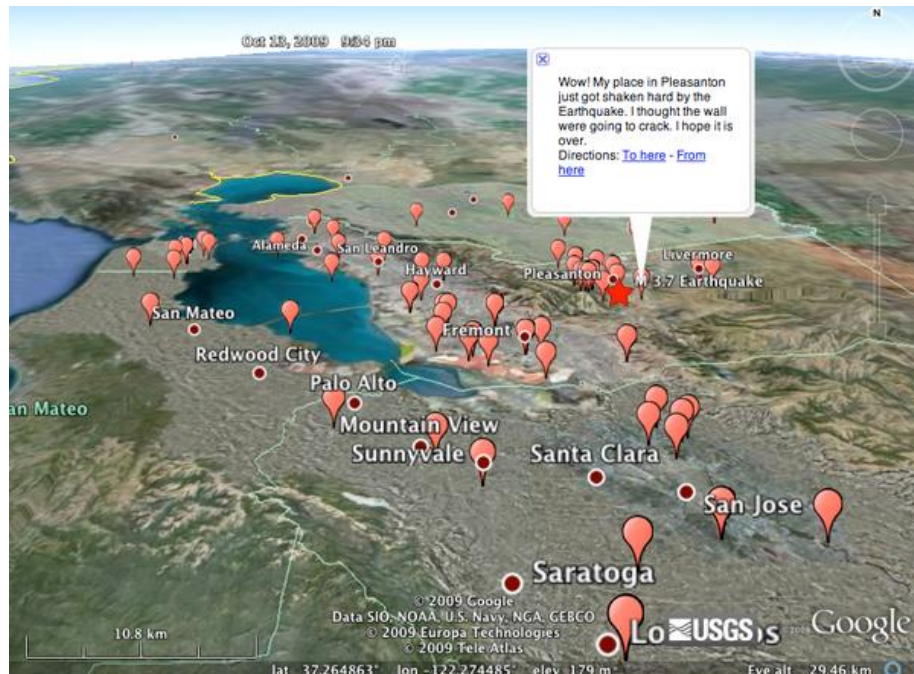 N
Oct 13, 2009 9:34 pm
Wow! My place in Pleasanton
just got shaken hard by the
Earthquake. I thought the wall
were going to crack. I hope it is
over.
Directions: To here - From
here
Alameda
San Leandro
Livermore
Hayward
Pleasanton
M 3.7 Earthquake
San Mateo
Fremont
Redwood City
Palo Alto
an Mateo
Mountain View
Sunnyvale
Santa Clara
San Jose
Saratoga
© 2009 Google
Data SIO, NOAA, U.S. Navy, NGA, GEBCO
© 2009 Europa Technologies
© 2009 Tele Atlas
Lo USGS s 2009 Google
10.8 km
lat 37.264863° lon -122.274485° elev 179 m Eye alt 29.46 km